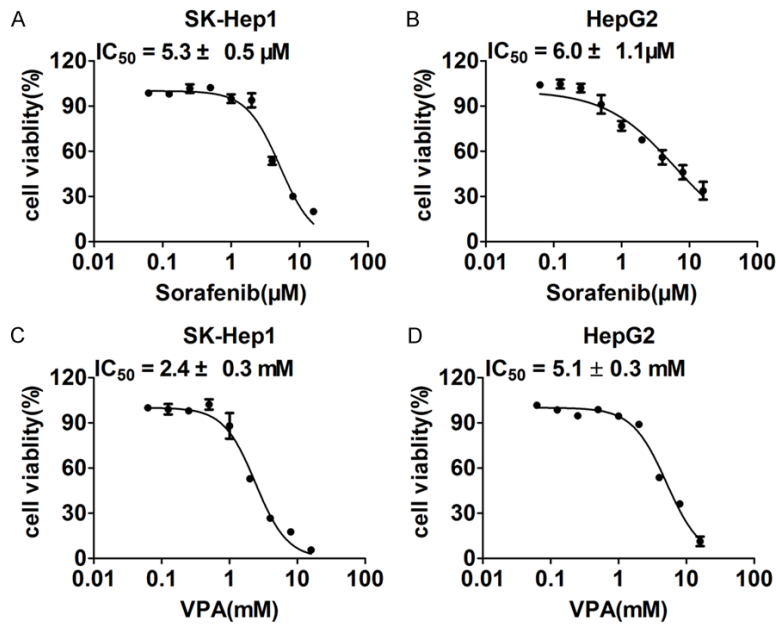 A
SK-Hep1
IC50 = 5.3 ± 0.5 µM
cell viablity(%)
120
90
60
30
0
0.01 0.1 1 10 100
Sorafenib(µM)
B
HepG2
IC50 = 6.0 ± 1.1µM
cell viablity(%)
120
90
60
30
0
0.01 0.1 1 10 100
Sorafenib(µM)
C
SK-Hep1
IC50 = 2.4 ± 0.3 mM
cell viablity(%)
120
90
60
30
0
0.01 0.1 1 10 100
VPA(mM)
D
HepG2
IC50 = 5.1 ± 0.3 mM
cell viablity(%)
120
90
60
30
0
0.01 0.1 1 10 100
VPA(mM)